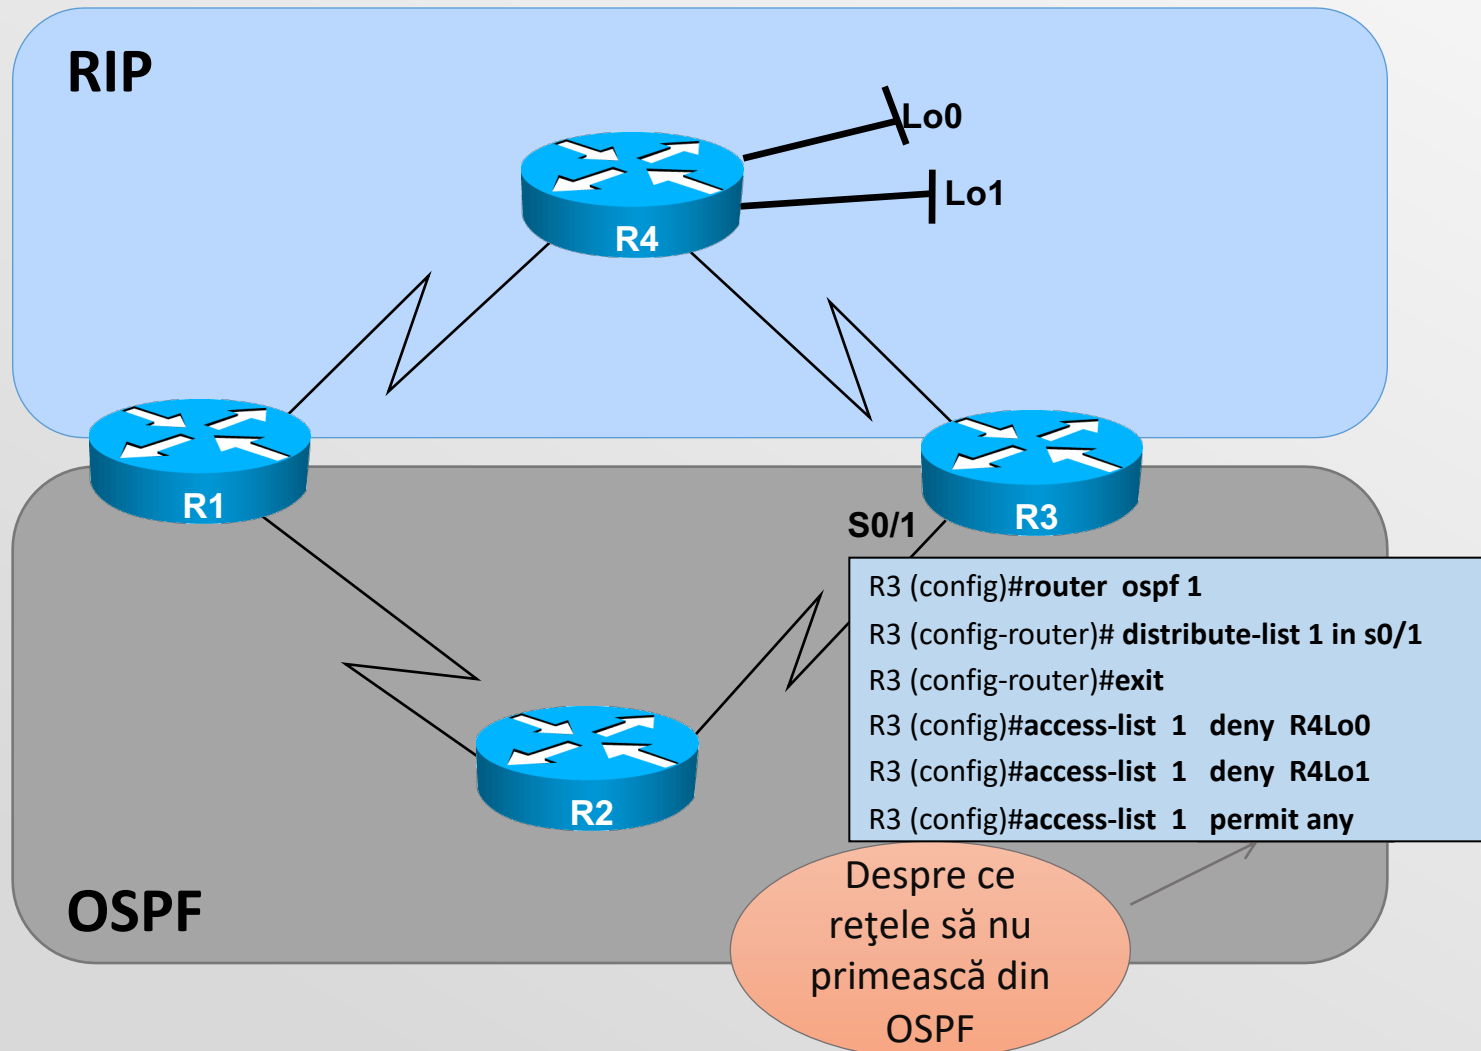 RIP
Lo0
Lo1
R4
R1
R3
S0/1
R3 (config)#router ospf 1
R3 (config-router)# distribute-list 1 in s0/1
R3 (config-router)#exit
R3 (config)#access-list 1 deny R4Lo0
R3 (config)#access-list 1 deny R4Lo1
R3 (config)#access-list 1 permit any
R2
OSPF
Despre ce
reţele să nu
primească din
OSPF